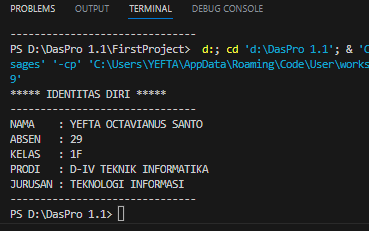 PROBLEMS OUTPUT TERMINAL DEBUG CONSOLE
--------------------------------
PS D:\DasPro 1.1\FirstProject> d:; cd 'd:\DasPro 1.1'; & 'C
sages' '-cp' 'C:\Users\YEFTA\AppData\Roaming\Code\User\works
9'
***** IDENTITAS DIRI *****
--------------------------------
NAMA : YEFTA OCTAVIANUS SANTO
ABSEN : 29
KELAS : 1F
PRODI : D-IV TEKNIK INFORMATIKA
JURUSAN : TEKNOLOGI INFORMASI
--------------------------------
PS D:\DasPro 1.1>